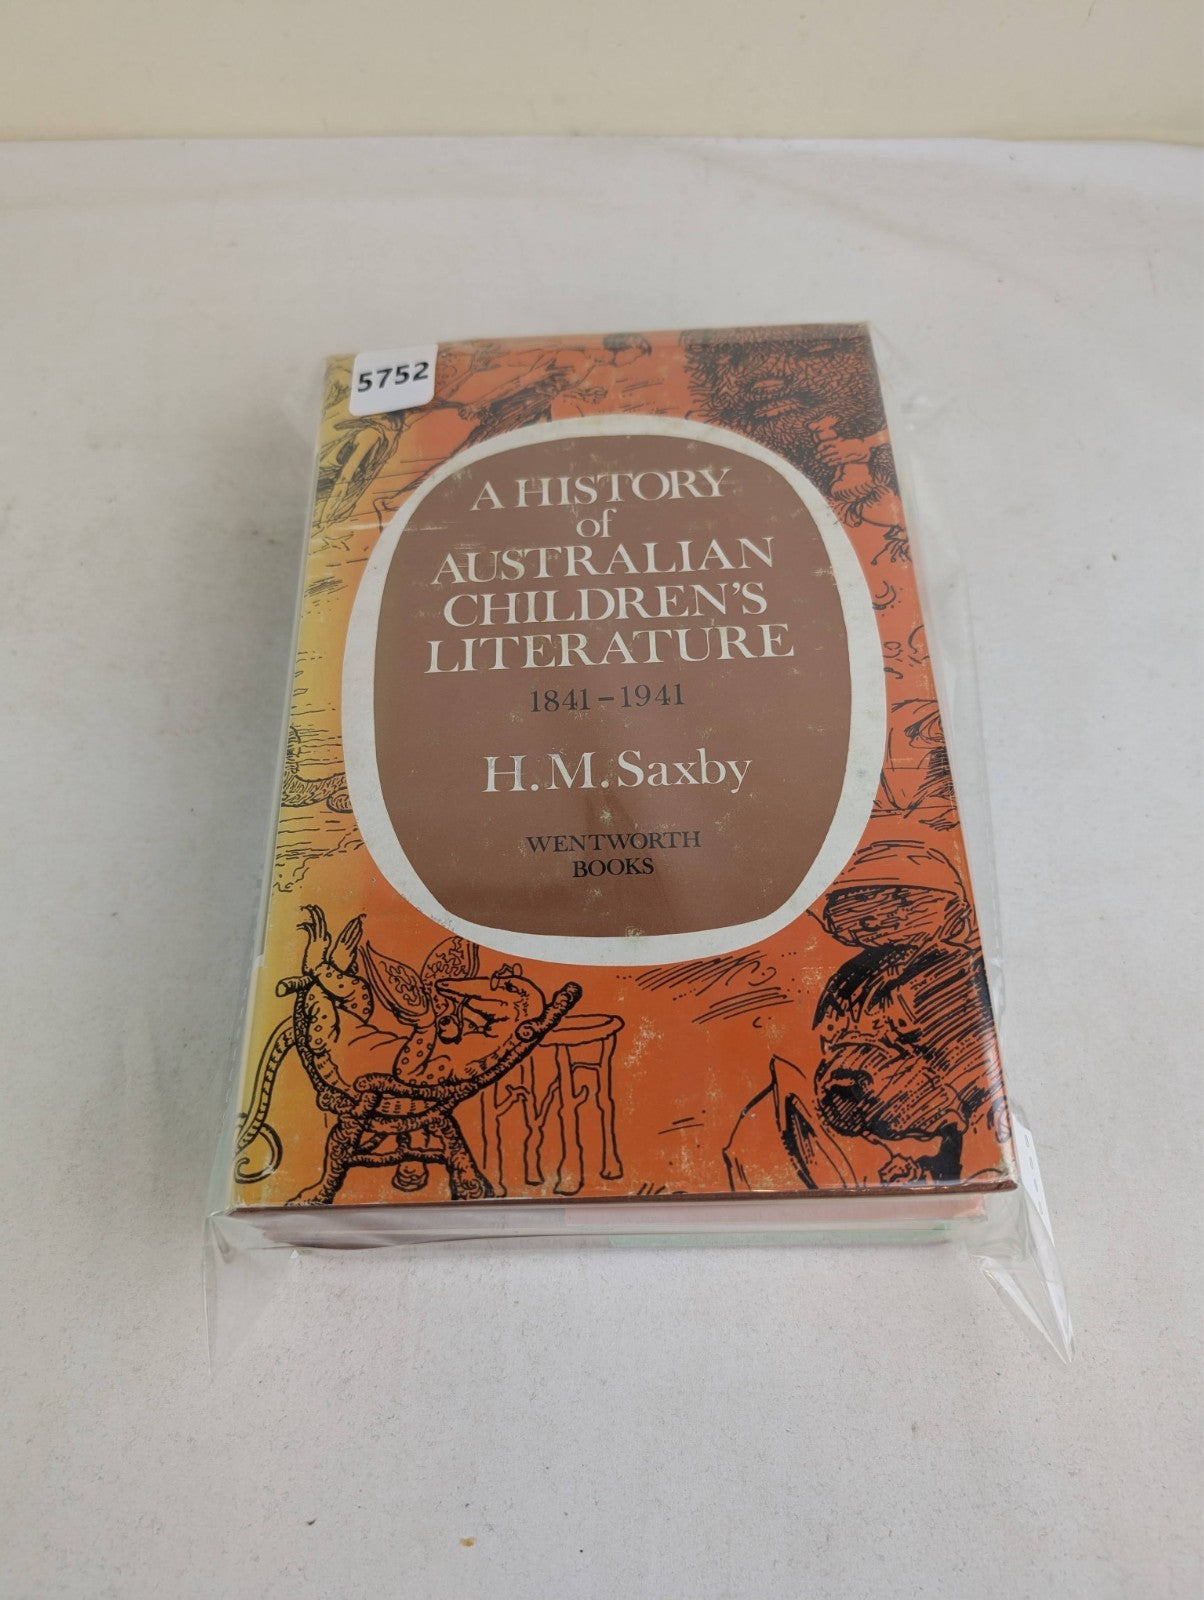 5752
A HISTORY
of
AUSTRALIAN
CHILDREN'S
LITERATURE
1841-1941
H. M. Saxby
WENTWORTH
BOOKS